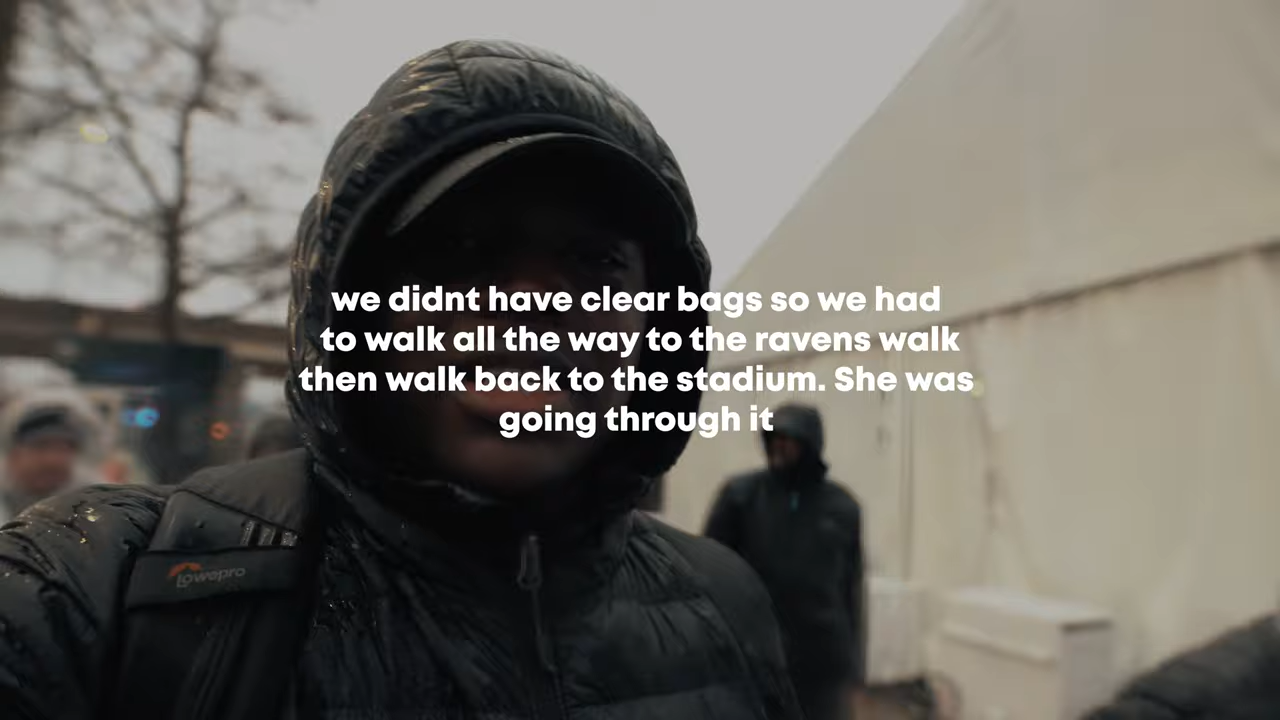 we didnt have clear bags so we had
to walk all the way to the ravens walk
then walk back to the stadium. She was
going through it
Lowepro